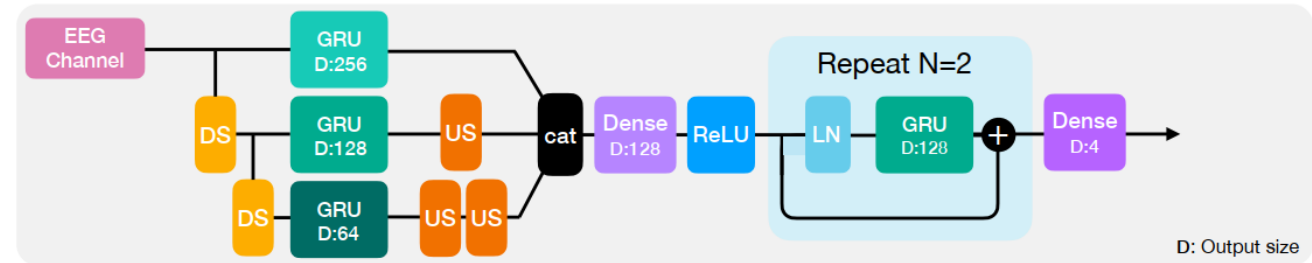 EEG
Channel
GRU
D:256
Repeat N=2
DS
GRU
D:128
US
cat
Dense
D:128
ReLU
LN
GRU
D:128
+
Dense
D:4
DS
GRU
D:64
US
US
D: Output size